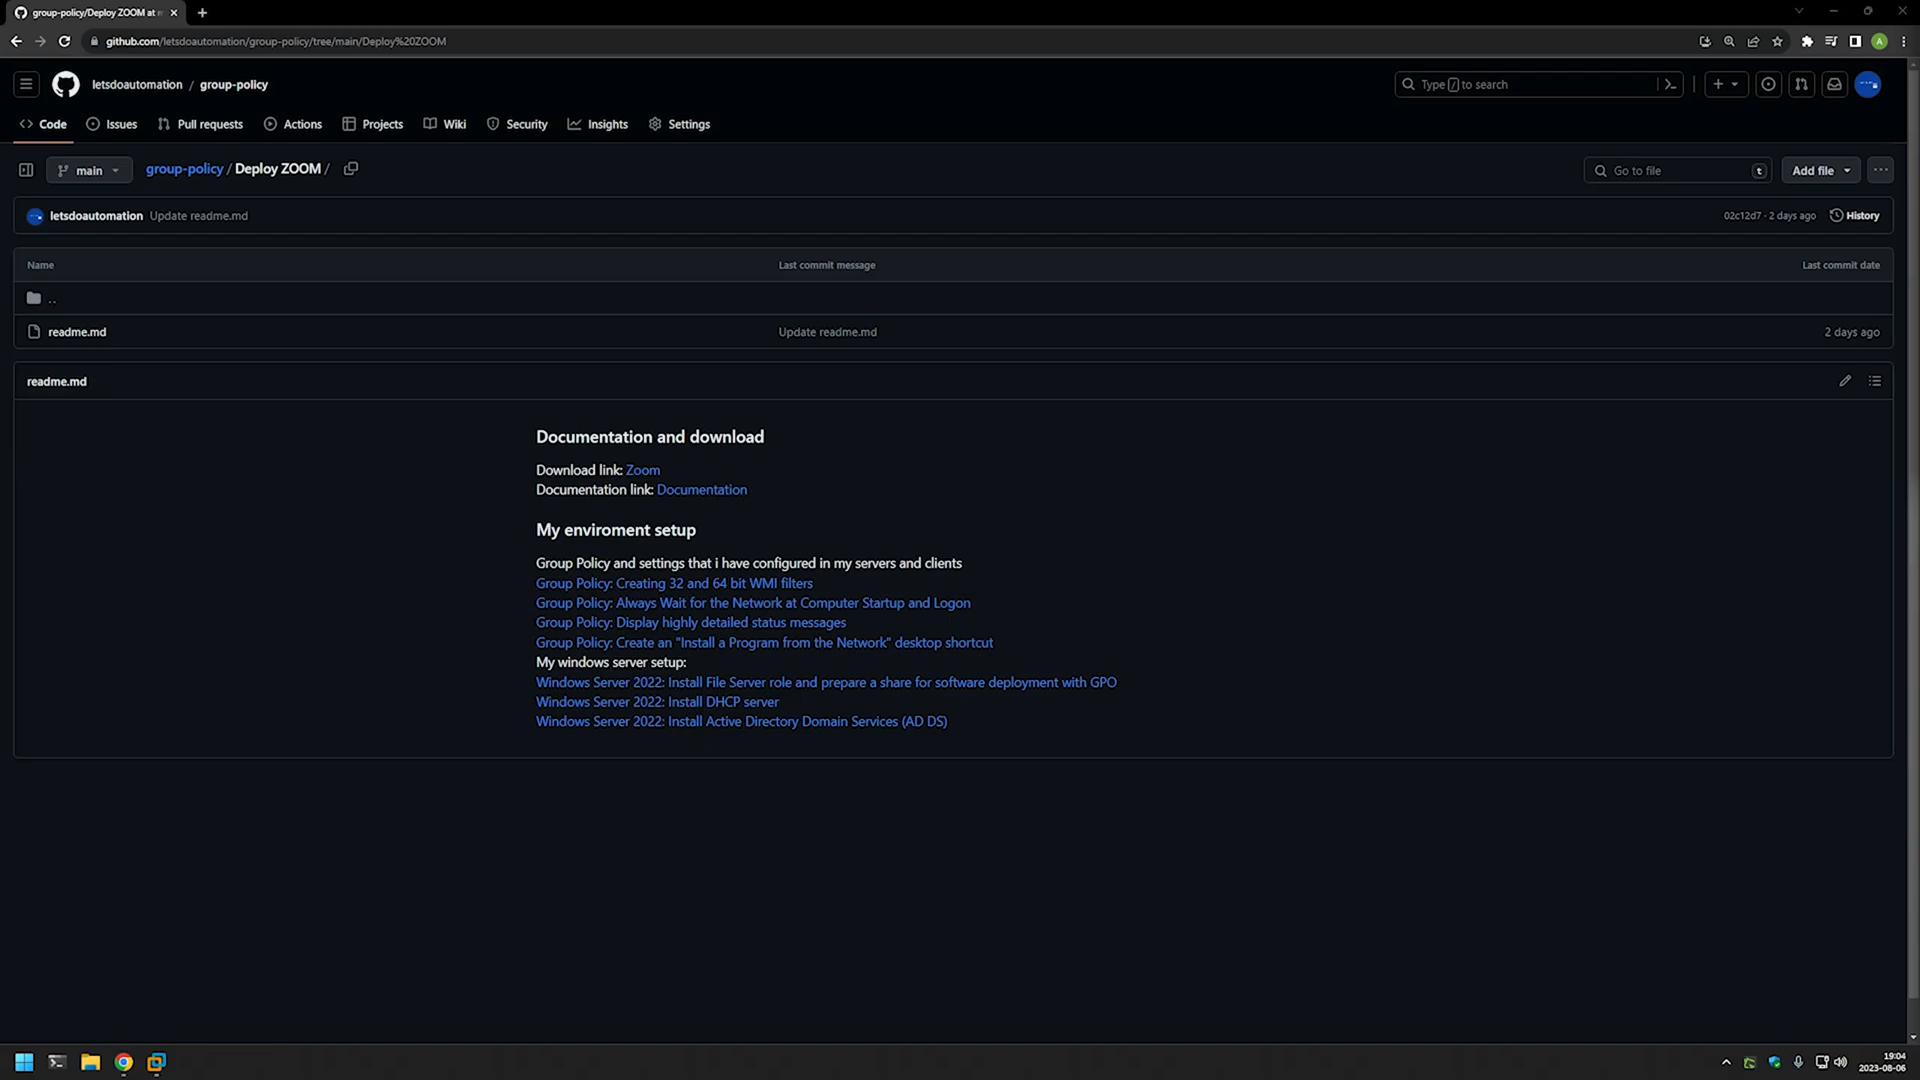 group-policy/Deploy ZOOM at m
github.com/letsdoautomation/group-policy/tree/main/Deploy%20ZOOM
A
letsdoautomation / group-policy
Type / to search
Code
Issues
Pull requests
Actions
Projects
Wiki
Security
Insights
Settings
main
group-policy / Deploy ZOOM /
Go to file
t
Add file
letsdoautomation Update readme.md
02c12d7 · 2 days ago
History
Name
Last commit message
Last commit date
..
readme.md
Update readme.md
2 days ago
readme.md
Documentation and download
Download link: Zoom
Documentation link: Documentation
My enviroment setup
Group Policy and settings that i have configured in my servers and clients
Group Policy: Creating 32 and 64 bit WMI filters
Group Policy: Always Wait for the Network at Computer Startup and Logon
Group Policy: Display highly detailed status messages
Group Policy: Create an "Install a Program from the Network" desktop shortcut
My windows server setup:
Windows Server 2022: Install File Server role and prepare a share for software deployment with GPO
Windows Server 2022: Install DHCP server
Windows Server 2022: Install Active Directory Domain Services (AD DS)
19:04
2023-08-06